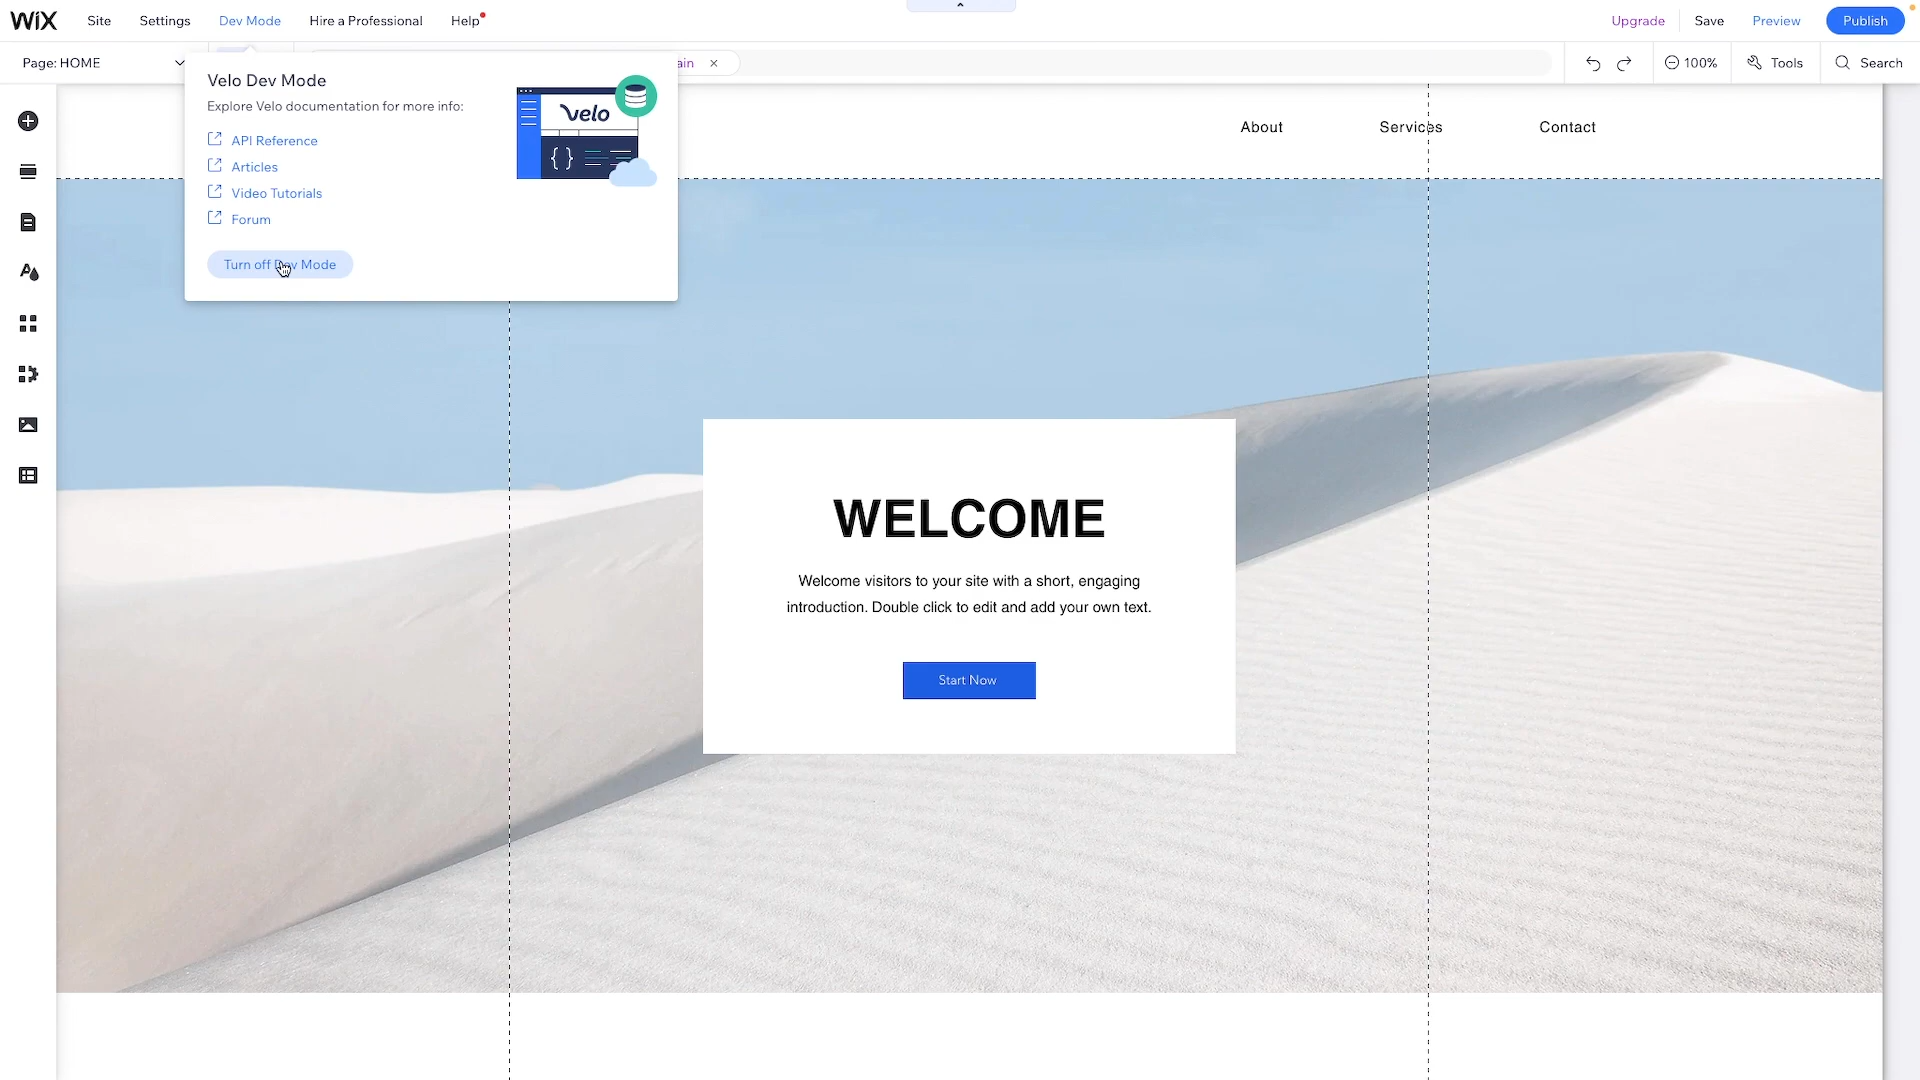 WIX Site Settings Dev Mode Hire a Professional Help Upgrade Save Preview Publish
Page: HOME 100% Tools Search
Velo Dev Mode
Explore Velo documentation for more info:
API Reference
Articles
Video Tutorials
Forum
velo
{ }
Turn off Dev Mode
About Services Contact
WELCOME
Welcome visitors to your site with a short, engaging
introduction. Double click to edit and add your own text.
Start Now